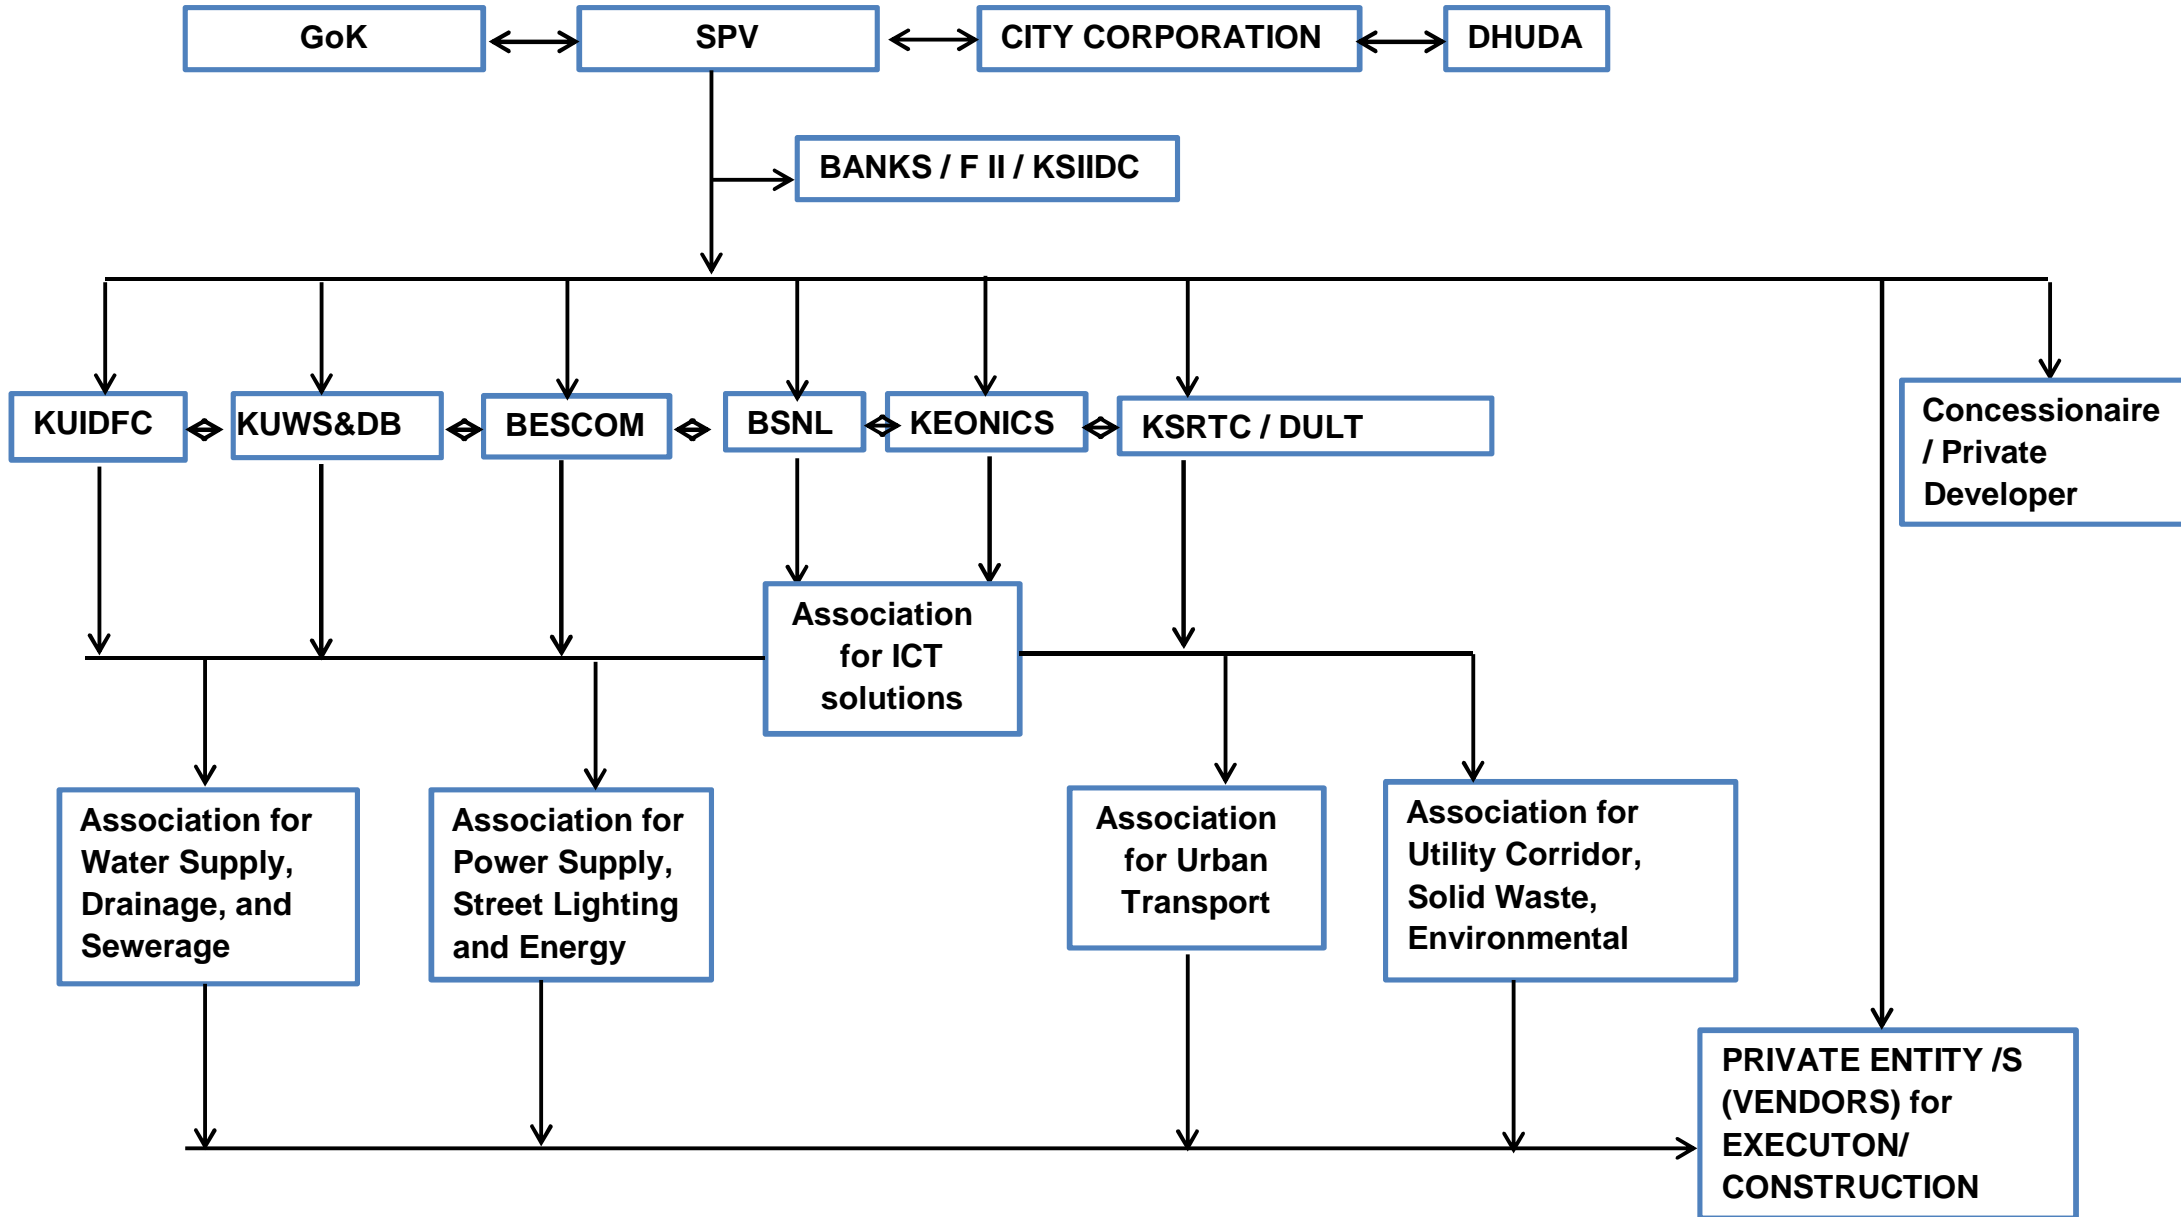 GoK
SPV
CITY CORPORATION
DHUDA
BANKS / F II / KSIIDC
KUIDFC
KUWS&DB
BESCOM
BSNL
KEONICS
KSRTC / DULT
Concessionaire
/ Private
Developer
Association
for ICT
solutions
Association for
Water Supply,
Drainage, and
Sewerage
Association for
Power Supply,
Street Lighting
and Energy
Association
for Urban
Transport
Association for
Utility Corridor,
Solid Waste,
Environmental
PRIVATE ENTITY /S
(VENDORS) for
EXECUTON/
CONSTRUCTION